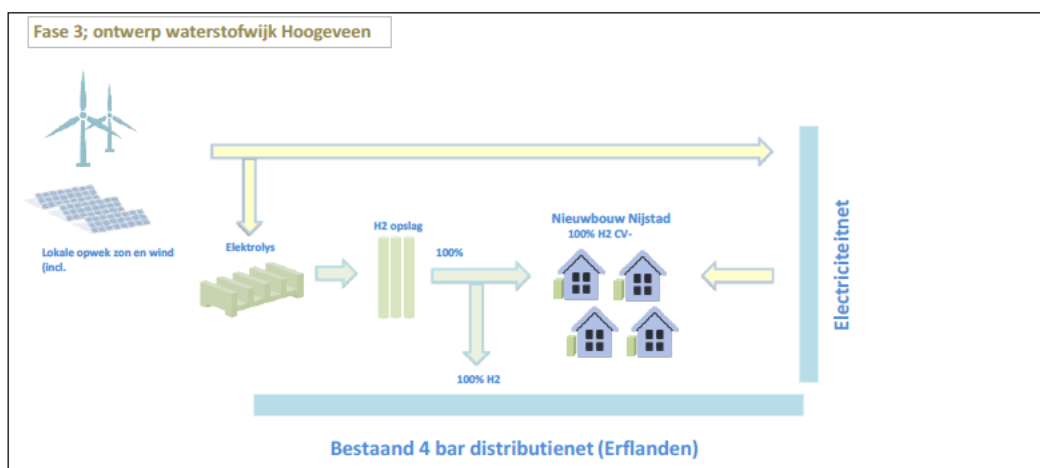 Fase 3; ontwerp waterstofwijk Hoogeveen
Lokale opwek zon en wind
(incl.
Elektrolys
H2 opslag
100%
100% H2
Nieuwbouw Nijstad
100% H2 CV-
Electriciteitnet
Bestaand 4 bar distributienet (Erflanden)